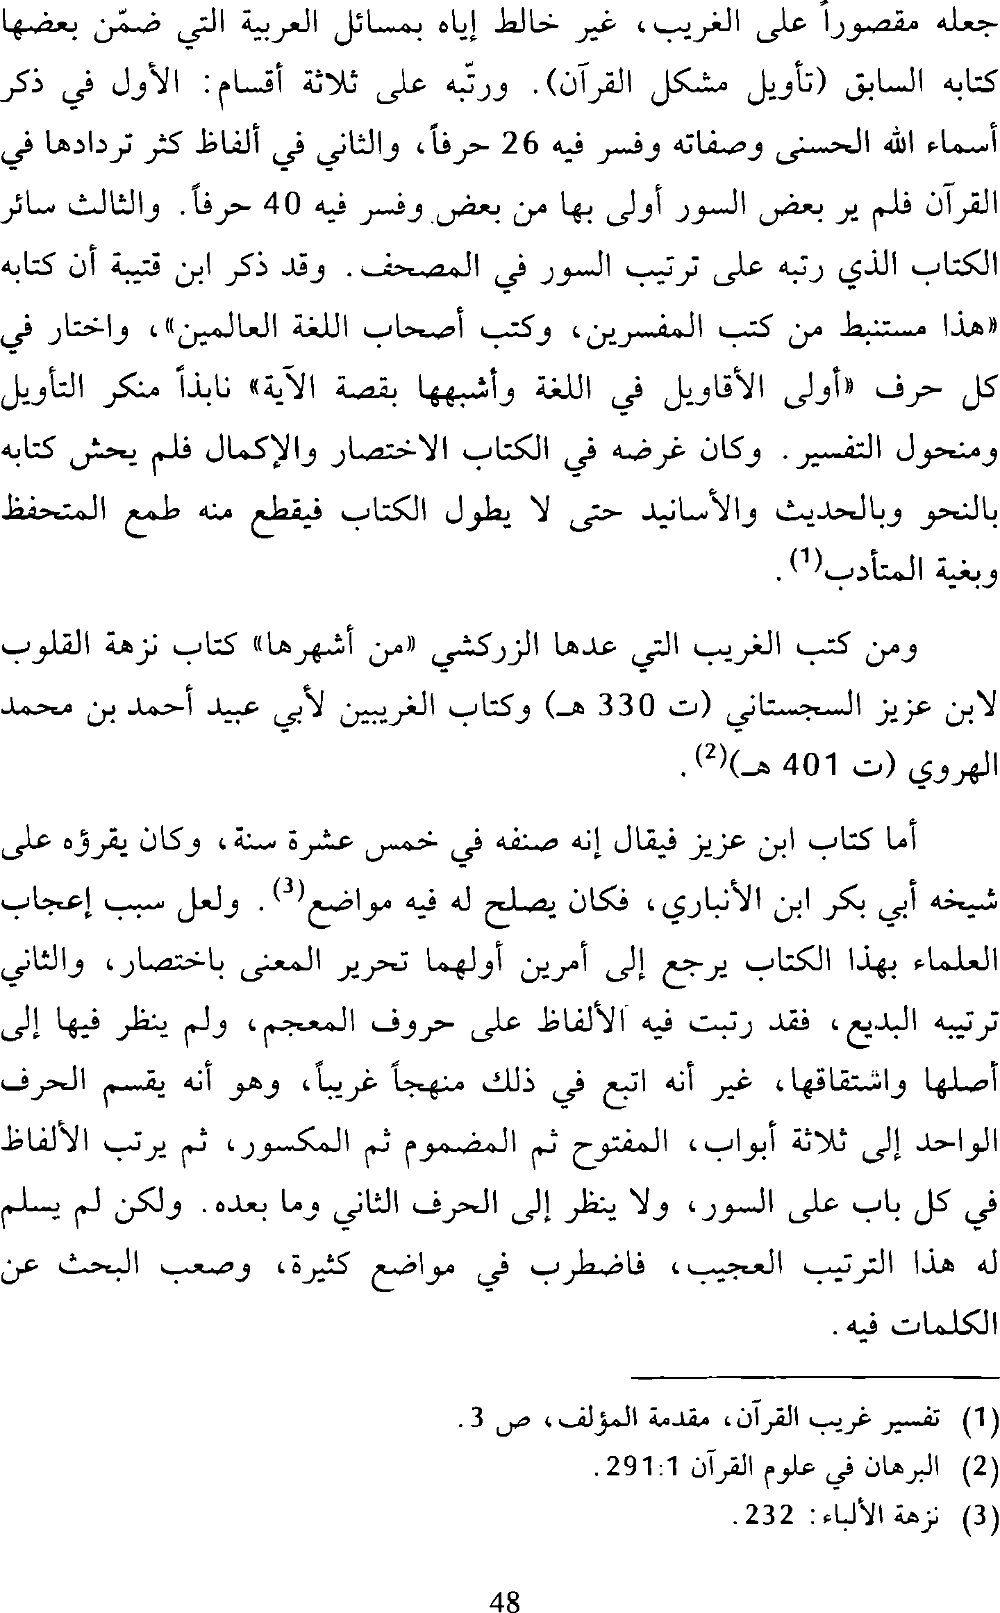 جعله مقصوراً على الغريب، غير خالط إياه بمسائل العربية التي ضمّن بعضها
كتابه السابق (تأويل مشكل القرآن). ورتّبه على ثلاثة أقسام: الأول في ذكر
أسماء الله الحسنى وصفاته وفسر فيه 26 حرفاً، والثاني في ألفاظ كثر تردادها في
القرآن فلم ير بعض السور أولى بها من بعض وفسر فيه 40 حرفاً. والثالث سائر
الكتاب الذي رتبه على ترتيب السور في المصحف. وقد ذكر ابن قتيبة أن كتابه
«هذا مستنبط من كتب المفسرين، وكتب أصحاب اللغة العالمين»، واختار في
كل حرف «أولى الأقاويل في اللغة وأشبهها بقصة الآية» نابذاً منكر التأويل
ومنحول التفسير. وكان غرضه في الكتاب الاختصار والإكمال فلم يحش كتابه
بالنحو وبالحديث والأسانيد حتى لا يطول الكتاب فيقطع منه طمع المتحفظ
وبغية المتأدب(1).
ومن كتب الغريب التي عدها الزركشي «من أشهرها» كتاب نزهة القلوب
لابن عزيز السجستاني (ت 330 هـ) وكتاب الغريبين لأبي عبيد أحمد بن محمد
الهروي (ت 401 هـ)(2).
أما كتاب ابن عزيز فيقال إنه صنفه في خمس عشرة سنة، وكان يقرؤه على
شيخه أبي بكر ابن الأنباري، فكان يصلح له فيه مواضع(3). ولعل سبب إعجاب
العلماء بهذا الكتاب يرجع إلى أمرين أولهما تحرير المعنى باختصار، والثاني
ترتيبه البديع، فقد رتبت فيه الألفاظ على حروف المعجم، ولم ينظر فيها إلى
أصلها واشتقاقها، غير أنه اتبع في ذلك منهجاً غريباً، وهو أنه يقسم الحرف
الواحد إلى ثلاثة أبواب، المفتوح ثم المضموم ثم المكسور، ثم يرتب الألفاظ
في كل باب على السور، ولا ينظر إلى الحرف الثاني وما بعده. ولكن لم يسلم
له هذا الترتيب العجيب، فاضطرب في مواضع كثيرة، وصعب البحث عن
الكلمات فيه.
(1) تفسير غريب القرآن، مقدمة المؤلف، ص 3.
(2) البرهان في علوم القرآن 291:1.
(3) نزهة الألباء: 232.
48